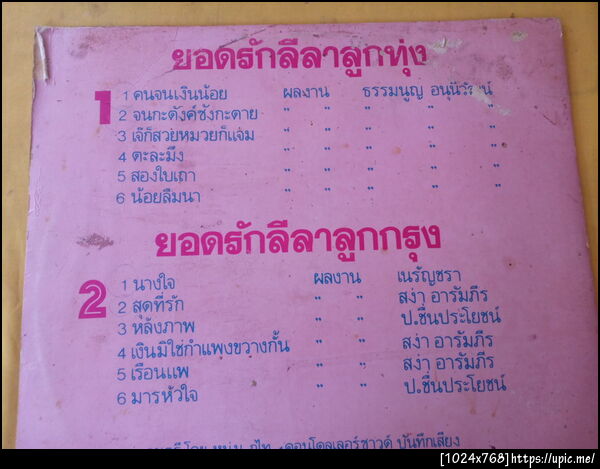 ยอดรักลีลาลูกทุ่ง
1
1 คนจนเงินน้อย ผลงาน ธรรมนูญ อนุนิวัฒน์
2 จนกะดังค์ซังกะตาย " " " "
3 เจ๊ก็สวยหมวยก็แจ่ม " " " "
4 ตะละมึง " " " "
5 สองใบเถา " " " "
6 น้อยลืมนา " " " "
ยอดรักลีลาลูกกรุง
2
1 นางใจ ผลงาน เนรัญชรา
2 สุดที่รัก " " สง่า อารัมภีร
3 หลังภาพ " " ป.ชื่นประโยชน์
4 เงินมิใช่กำแพงขวางกั้น " " สง่า อารัมภีร
5 เรือนแพ " " สง่า อารัมภีร
6 มารหัวใจ " " ป.ชื่นประโยชน์
บันทึกเสียง
[1024x768]https://upic.me/